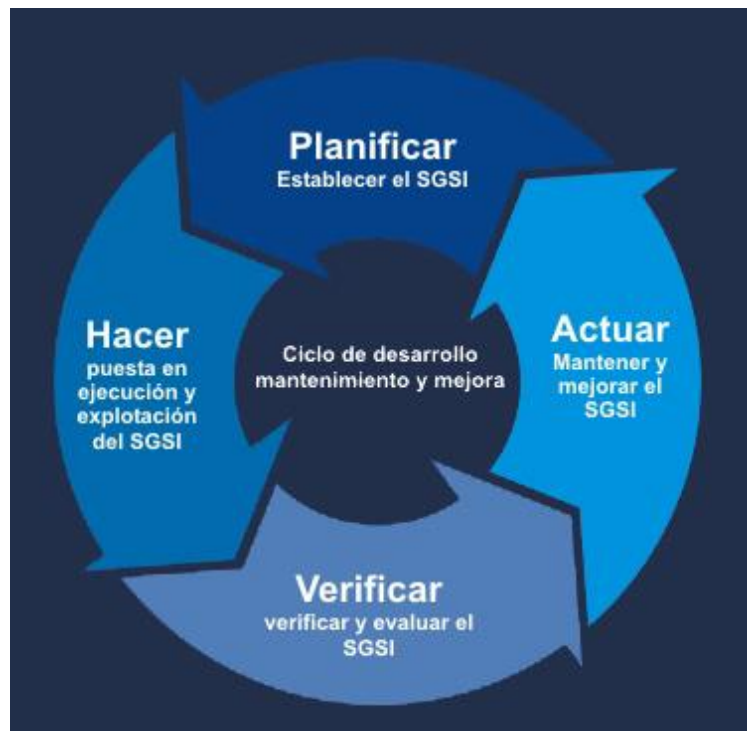 Planificar
Establecer el SGSI
Hacer
puesta en
ejecución y
explotación
del SGSI
Ciclo de desarrollo
mantenimiento y mejora
Actuar
Mantener y
mejorar el
SGSI
Verificar
verificar y evaluar el
SGSI